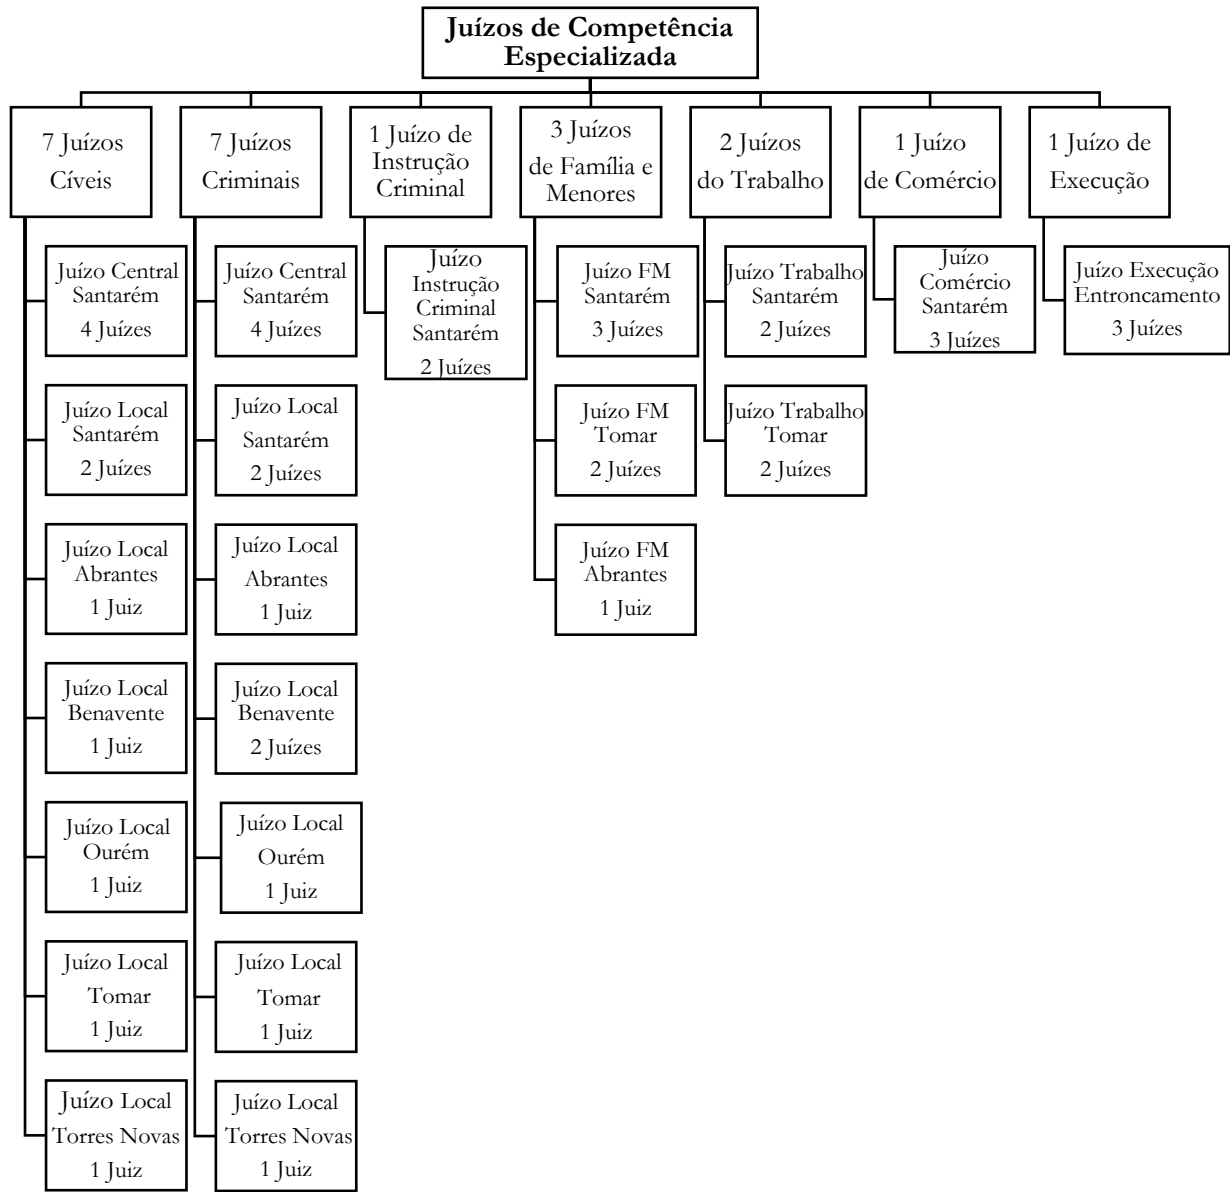 Juízos de Competência
Especializada
7 Juízos
Cíveis
7 Juízos
Criminais
1 Juízo de
Instrução
Criminal
3 Juízos
de Família e
Menores
2 Juízos
do Trabalho
1 Juízo
de Comércio
1 Juízo de
Execução
Juízo Central
Santarém
4 Juízes
Juízo Local
Santarém
2 Juízes
Juízo Local
Abrantes
1 Juiz
Juízo Local
Benavente
1 Juiz
Juízo Local
Ourém
1 Juiz
Juízo Local
Tomar
1 Juiz
Juízo Local
Torres Novas
1 Juiz
Juízo Central
Santarém
4 Juízes
Juízo Local
Santarém
2 Juízes
Juízo Local
Abrantes
1 Juiz
Juízo Local
Benavente
2 Juízes
Juízo Local
Ourém
1 Juiz
Juízo Local
Tomar
1 Juiz
Juízo Local
Torres Novas
1 Juiz
Juízo
Instrução
Criminal
Santarém
2 Juízes
Juízo FM
Santarém
3 Juízes
Juízo FM
Tomar
2 Juízes
Juízo FM
Abrantes
1 Juiz
Juízo Trabalho
Santarém
2 Juízes
Juízo Trabalho
Tomar
2 Juízes
Juízo
Comércio
Santarém
3 Juízes
Juízo Execução
Entroncamento
3 Juízes